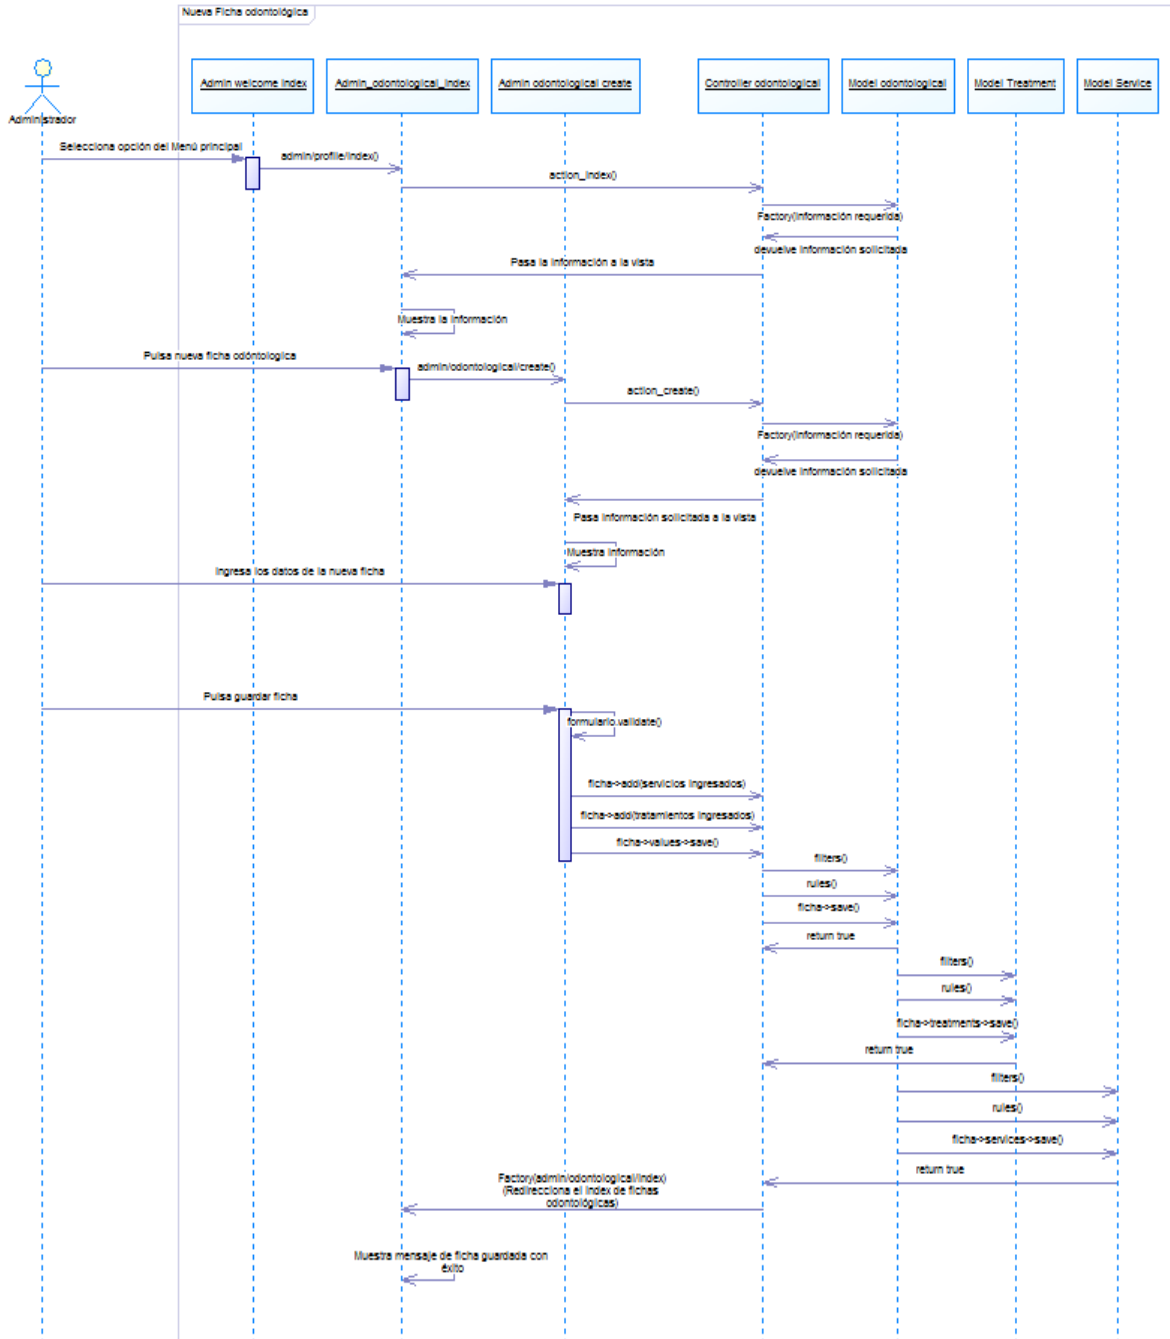 Nueva Ficha odontológica
Administrador
Admin welcome index
Admin_odontological_index
Admin odontological create
Controller odontological
Model odontological
Model Treatment
Model Service
Selecciona opción del Menú principal
admin/profile/index()
action_index()
Factory(información requerida)
devuelve información solicitada
Pasa la información a la vista
Muestra la información
Pulsa nueva ficha odóntologica
admin/odontological/create()
action_create()
Factory(información requerida)
devuelve información solicitada
Pasa información solicitada a la vista
Muestra información
Ingresa los datos de la nueva ficha
Pulsa guardar ficha
formulario.validate()
ficha->add(servicios ingresados)
ficha->add(tratamientos ingresados)
ficha->values->save()
filters()
rules()
ficha->save()
return true
filters()
rules()
ficha->treatments->save()
return true
filters()
rules()
ficha->services->save()
return true
Factory(admin/odontological/index)
(Redirecciona el index de fichas
odontológicas)
Muestra mensaje de ficha guardada con
éxito